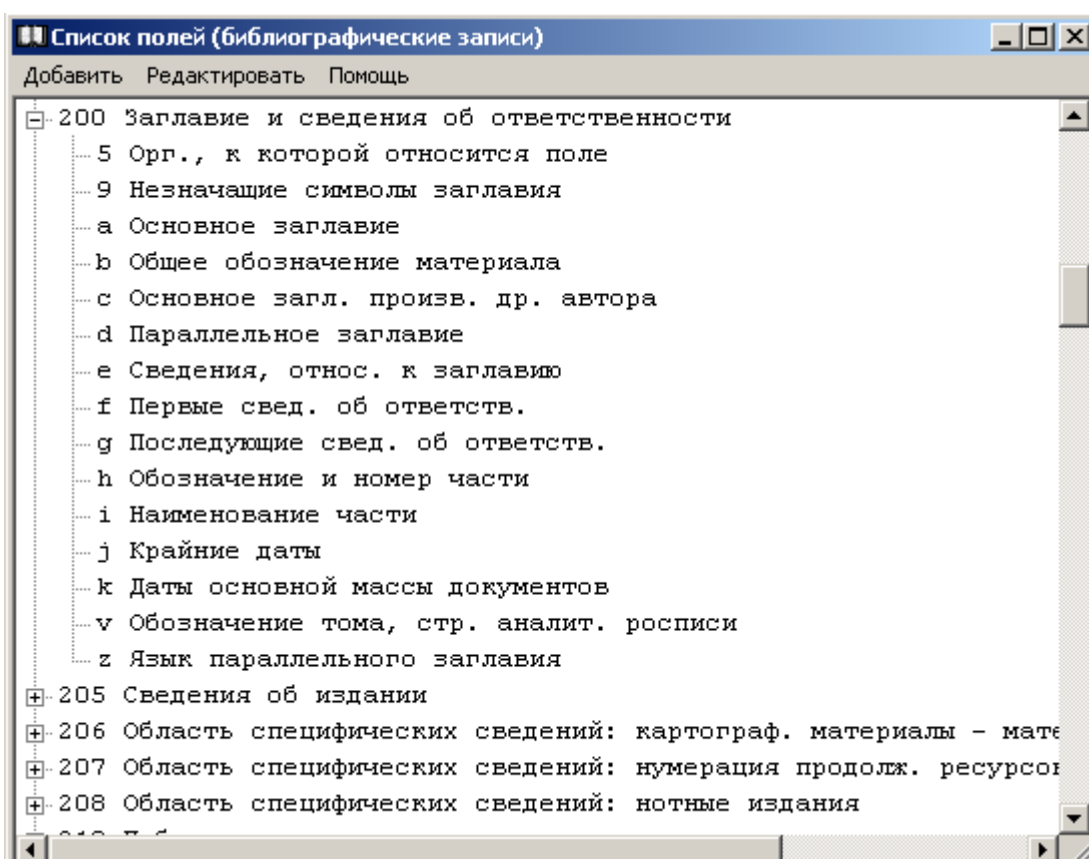 Список полей (библиографические записи)
Добавить Редактировать Помощь
200 Заглавие и сведения об ответственности
5 Орг., к которой относится поле
9 Незначащие символы заглавия
a Основное заглавие
b Общее обозначение материала
c Основное загл. произв. др. автора
d Параллельное заглавие
e Сведения, относ. к заглавию
f Первые свед. об ответств.
g Последующие свед. об ответств.
h Обозначение и номер части
i Наименование части
j Крайние даты
k Даты основной массы документов
v Обозначение тома, стр. аналит. росписи
z Язык параллельного заглавия
205 Сведения об издании
206 Область специфических сведений: картограф. материалы - мате
207 Область специфических сведений: нумерация продолж. ресурсов
208 Область специфических сведений: нотные издания